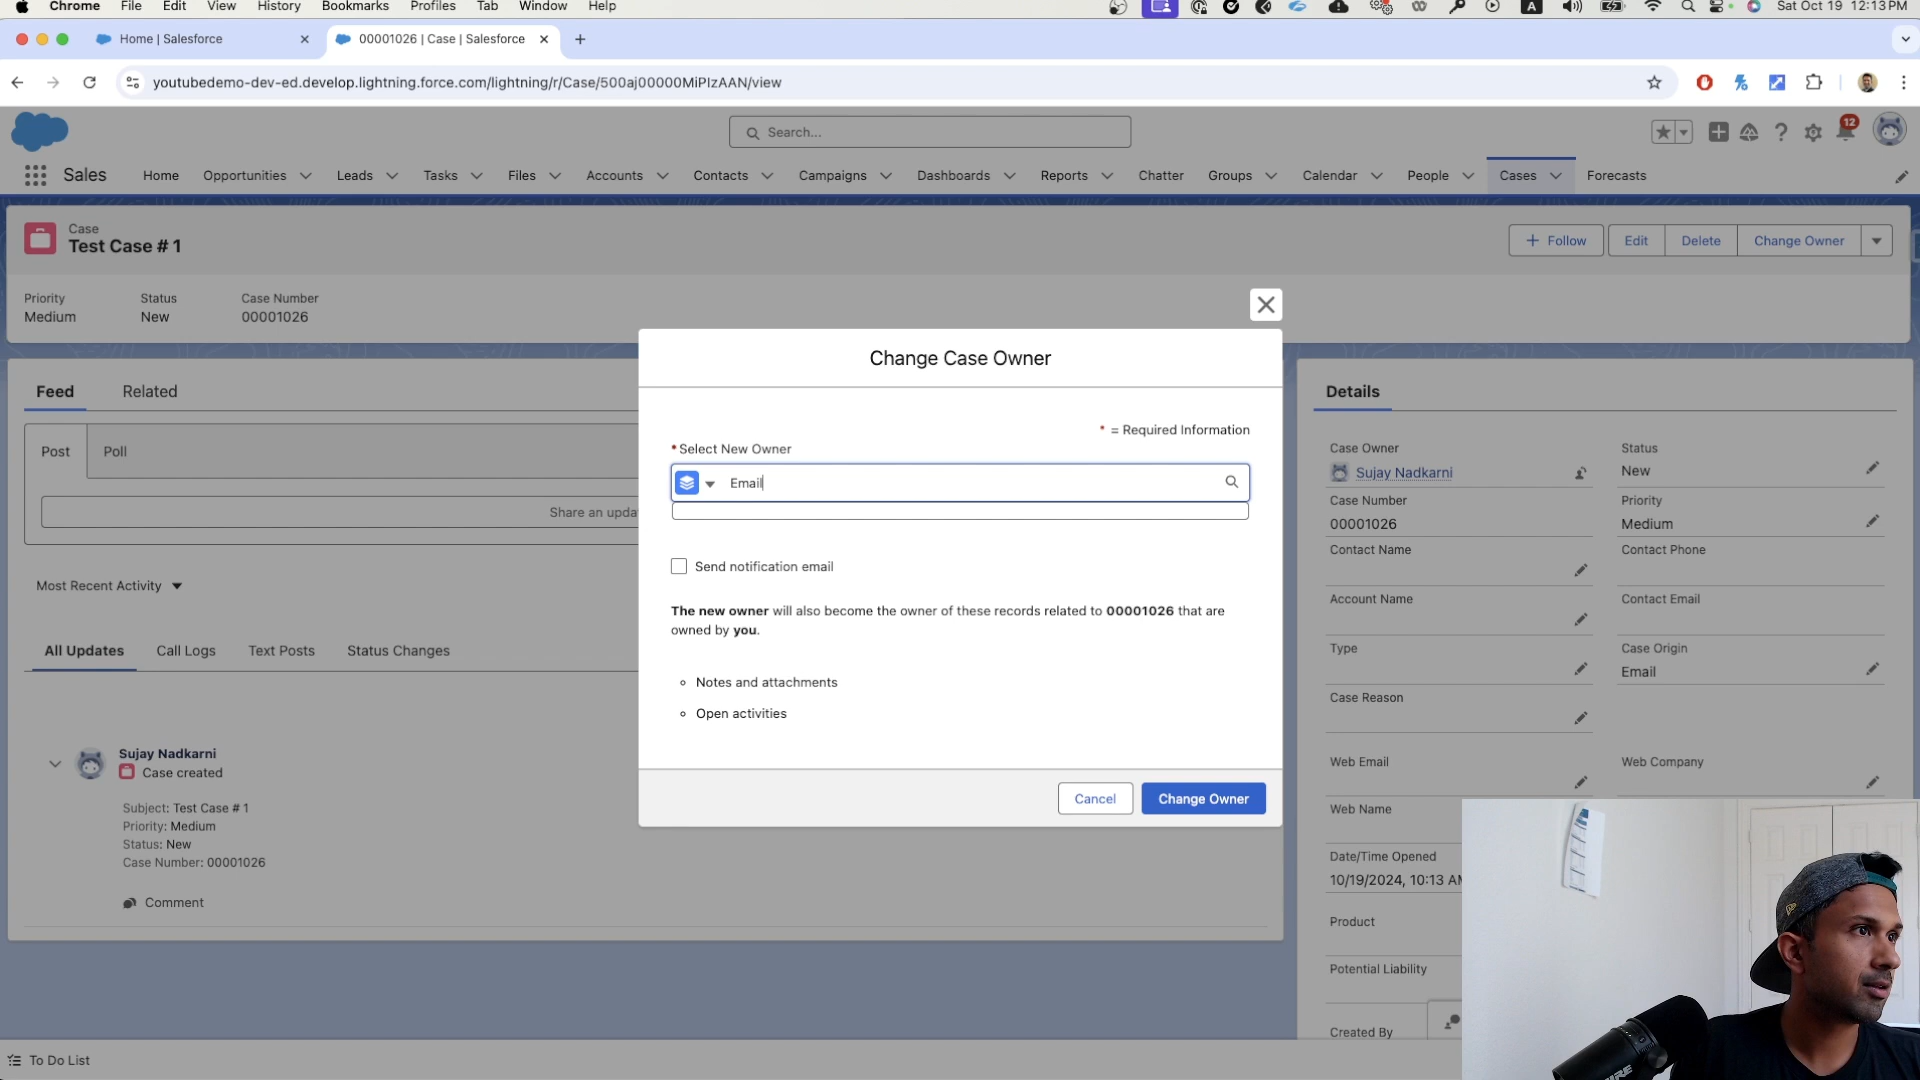 Chrome File Edit View History Bookmarks Profiles Tab Window Help
A
Sat Oct 19 12:13 PM
Home | Salesforce
00001026 | Case | Salesforce
youtubedemo-dev-ed.develop.lightning.force.com/lightning/r/Case/500aj00000MiPIzAAN/view
Search...
12
Sales
Home Opportunities Leads Tasks Files Accounts Contacts Campaigns Dashboards Reports Chatter Groups Calendar People Cases Forecasts
Case
Test Case # 1
Follow Edit Delete Change Owner
Priority Status Case Number
Medium New 00001026
Feed Related
Post Poll
Share an upda
Most Recent Activity
All Updates Call Logs Text Posts Status Changes
Sujay Nadkarni
Case created
Subject: Test Case # 1
Priority: Medium
Status: New
Case Number: 00001026
Comment
Change Case Owner
* = Required Information
*Select New Owner
Email
Send notification email
The new owner will also become the owner of these records related to 00001026 that are
owned by you.
Notes and attachments
Open activities
Cancel Change Owner
Details
Case Owner Status
Sujay Nadkarni New
Case Number Priority
00001026 Medium
Contact Name Contact Phone
Account Name Contact Email
Type Case Origin
Email
Case Reason
Web Email Web Company
Web Name
Date/Time Opened
10/19/2024, 10:13 AM
Product
Potential Liability
Created By
To Do List